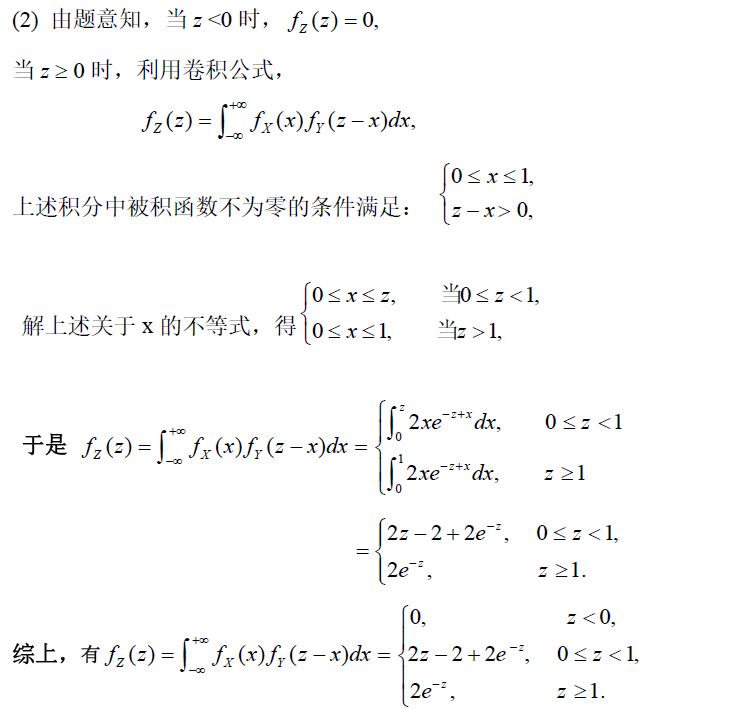 (2) 由题意知，当 z <0 时， f_Z(z) = 0,
当 z ≥ 0 时，利用卷积公式，
f_Z(z) = ∫_{-∞}^{+∞} f_X(x) f_Y(z − x)dx,
上述积分中被积函数不为零的条件满足： { 0 ≤ x ≤ 1,
z − x > 0,
解上述关于 x 的不等式，得 { 0 ≤ x ≤ z, 当0 ≤ z < 1,
0 ≤ x ≤ 1, 当z > 1,
于是 f_Z(z) = ∫_{-∞}^{+∞} f_X(x) f_Y(z − x)dx = { ∫_0^z 2xe^{−z+x} dx, 0 ≤ z < 1
∫_0^1 2xe^{−z+x} dx, z ≥ 1
= { 2z − 2 + 2e^{−z}, 0 ≤ z < 1,
2e^{−z}, z ≥ 1.
综上，有 f_Z(z) = ∫_{-∞}^{+∞} f_X(x) f_Y(z − x)dx = { 0, z < 0,
2z − 2 + 2e^{−z}, 0 ≤ z < 1,
2e^{−z}, z ≥ 1.